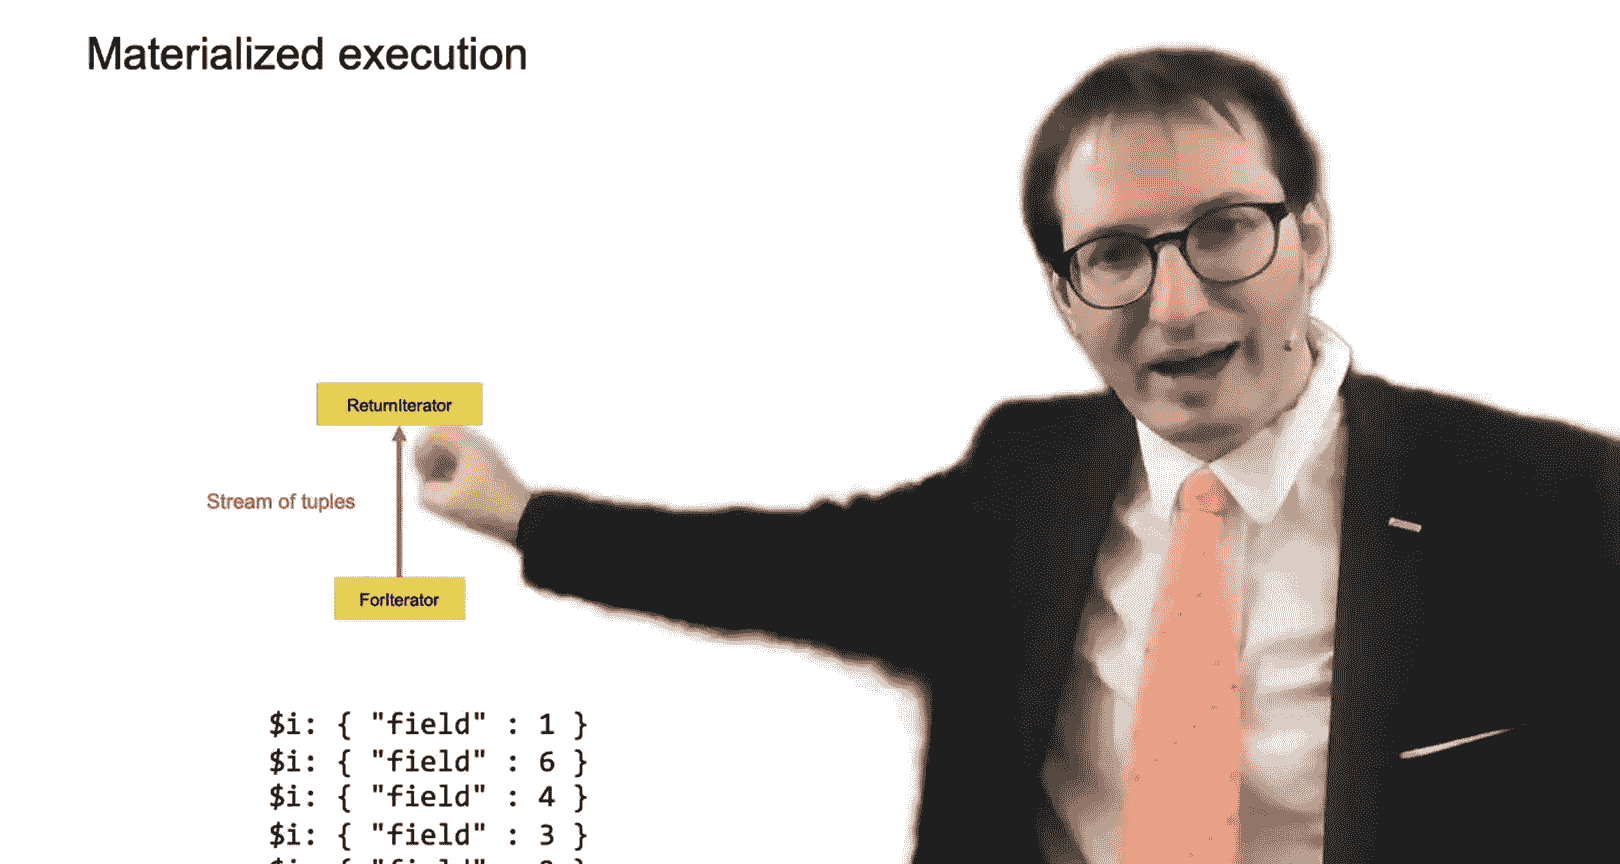 Materialized execution
ReturnIterator
Stream of tuples
ForIterator
$i: { "field" : 1 }
$i: { "field" : 6 }
$i: { "field" : 4 }
$i: { "field" : 3 }